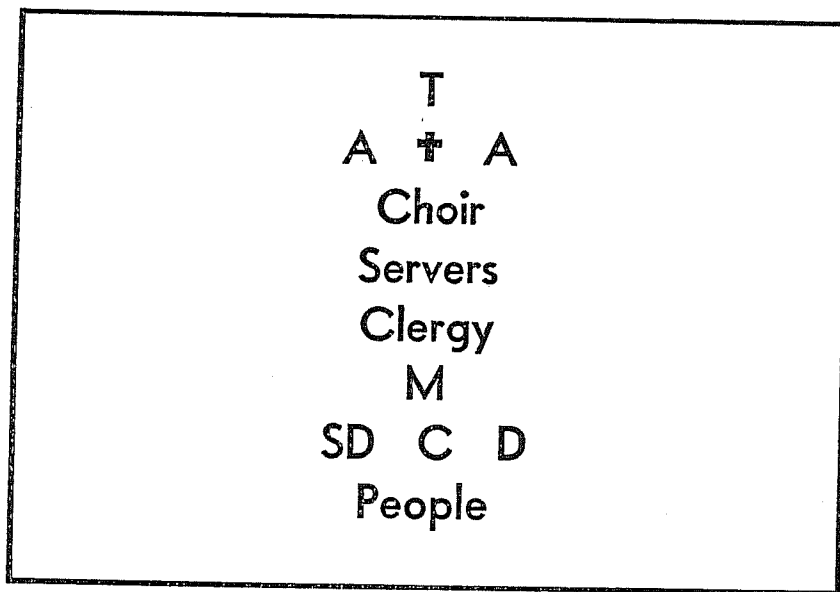 T
A ✝ A
Choir
Servers
Clergy
M
SD C D
People